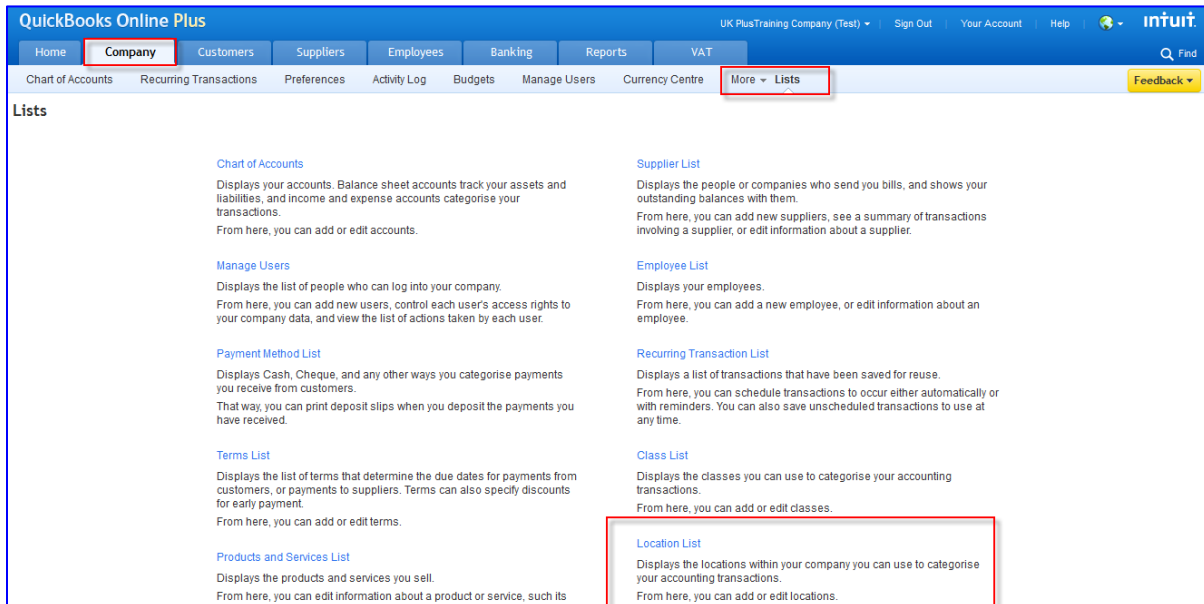 QuickBooks Online Plus
UK PlusTraining Company (Test) Sign Out Your Account Help intuit.
Home Company Customers Suppliers Employees Banking Reports VAT Find
Chart of Accounts Recurring Transactions Preferences Activity Log Budgets Manage Users Currency Centre More Lists Feedback
Lists
Chart of Accounts
Displays your accounts. Balance sheet accounts track your assets and
liabilities, and income and expense accounts categorise your
transactions.
From here, you can add or edit accounts.
Manage Users
Displays the list of people who can log into your company.
From here, you can add new users, control each user's access rights to
your company data, and view the list of actions taken by each user.
Payment Method List
Displays Cash, Cheque, and any other ways you categorise payments
you receive from customers.
That way, you can print deposit slips when you deposit the payments you
have received.
Terms List
Displays the list of terms that determine the due dates for payments from
customers, or payments to suppliers. Terms can also specify discounts
for early payment.
From here, you can add or edit terms.
Products and Services List
Displays the products and services you sell.
From here, you can edit information about a product or service, such its
Supplier List
Displays the people or companies who send you bills, and shows your
outstanding balances with them.
From here, you can add new suppliers, see a summary of transactions
involving a supplier, or edit information about a supplier.
Employee List
Displays your employees.
From here, you can add a new employee, or edit information about an
employee.
Recurring Transaction List
Displays a list of transactions that have been saved for reuse.
From here, you can schedule transactions to occur either automatically or
with reminders. You can also save unscheduled transactions to use at
any time.
Class List
Displays the classes you can use to categorise your accounting
transactions.
From here, you can add or edit classes.
Location List
Displays the locations within your company you can use to categorise
your accounting transactions.
From here, you can add or edit locations.